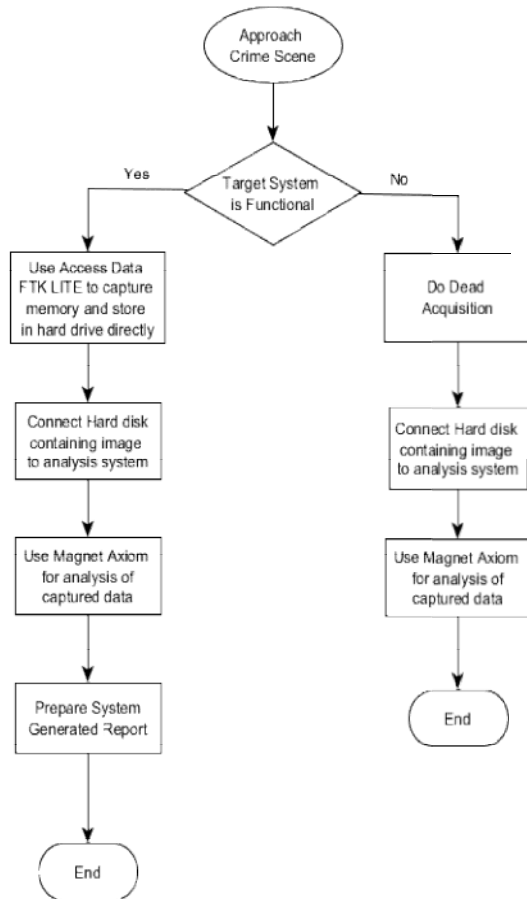 Approach
Crime Scene
Target System
is Functional
Yes
No
Use Access Data
FTK LITE to capture
memory and store
in hard drive directly
Do Dead
Acquisition
Connect Hard disk
containing image
to analysis system
Connect Hard disk
containing image
to analysis system
Use Magnet Axiom
for analysis of
captured data
Use Magnet Axiom
for analysis of
captured data
Prepare System
Generated Report
End
End